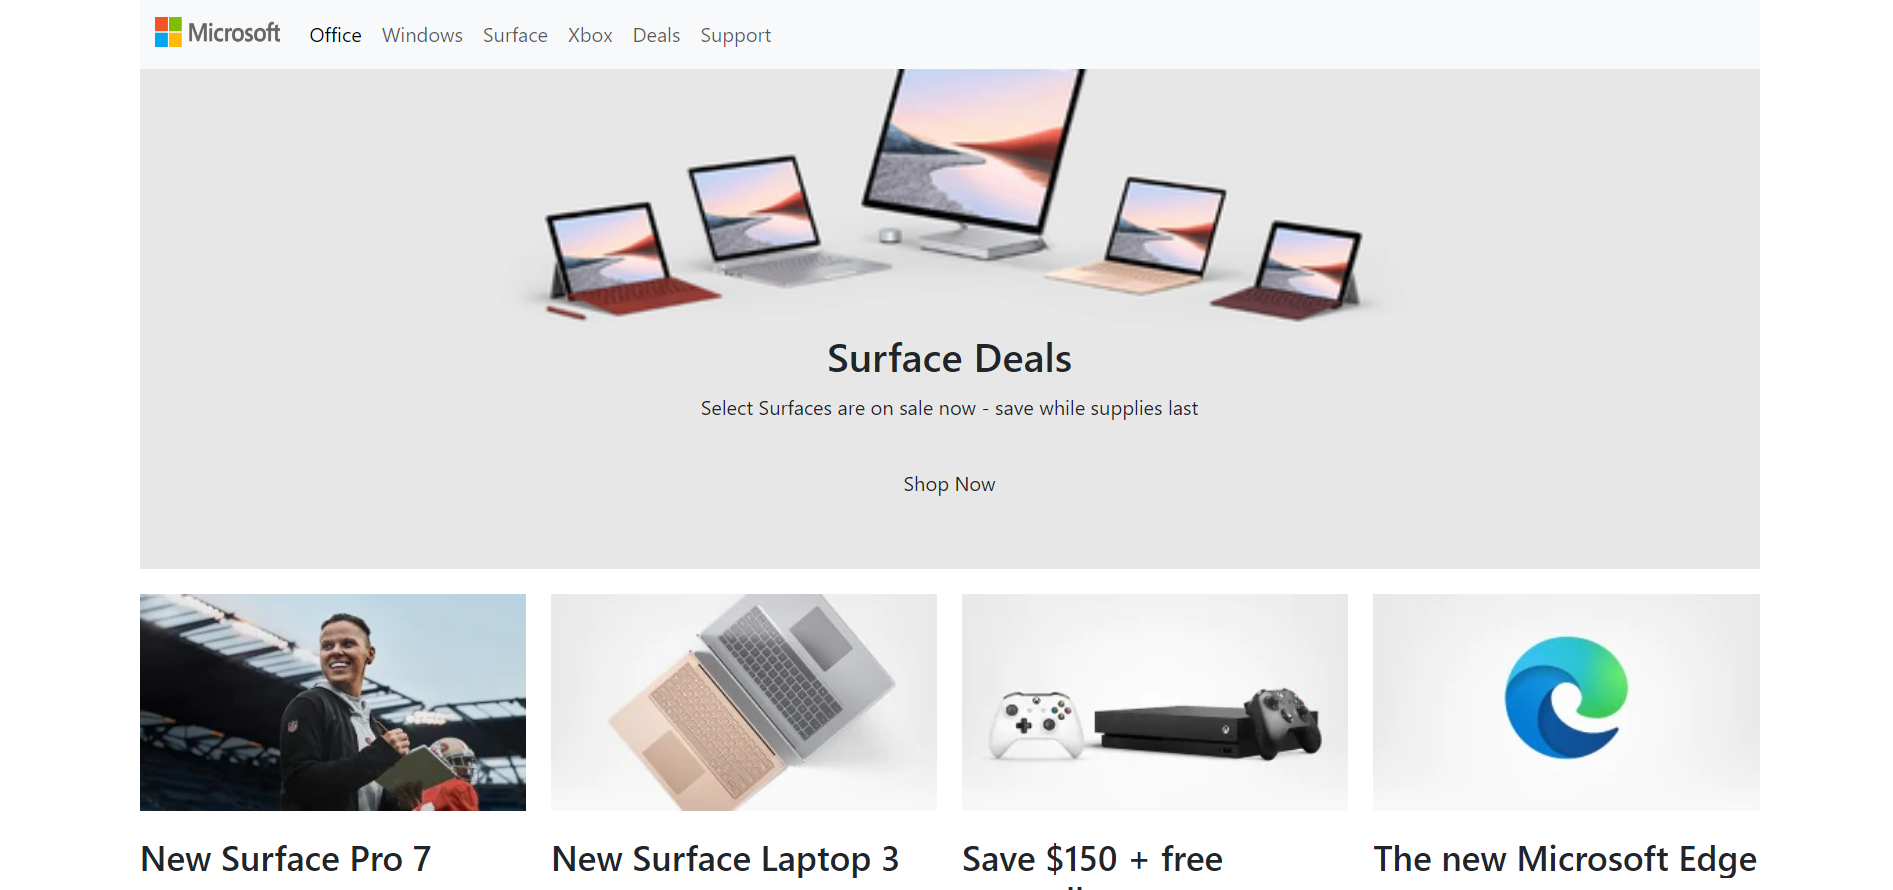 Microsoft
Office Windows Surface Xbox Deals Support
Surface Deals
Select Surfaces are on sale now - save while supplies last
Shop Now
New Surface Pro 7
New Surface Laptop 3
Save $150 + free
The new Microsoft Edge